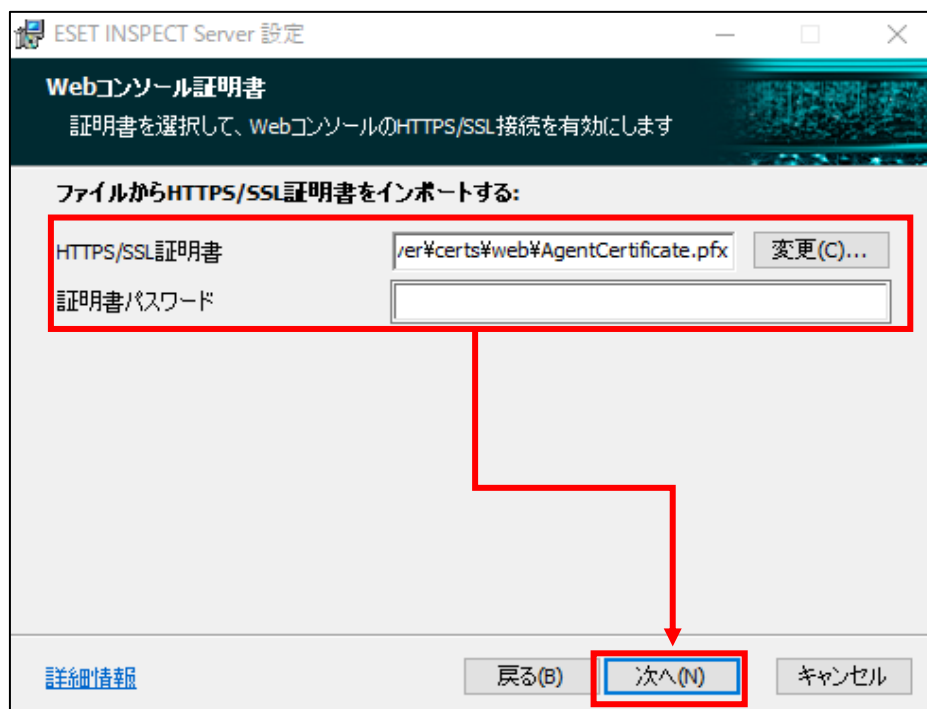 ESET INSPECT Server 設定
Webコンソール証明書
証明書を選択して、WebコンソールのHTTPS/SSL接続を有効にします
ファイルからHTTPS/SSL証明書をインポートする:
HTTPS/SSL証明書 ver¥certs¥web¥AgentCertificate.pfx 変更(C)...
証明書パスワード
詳細情報 戻る(B) 次へ(N) キャンセル